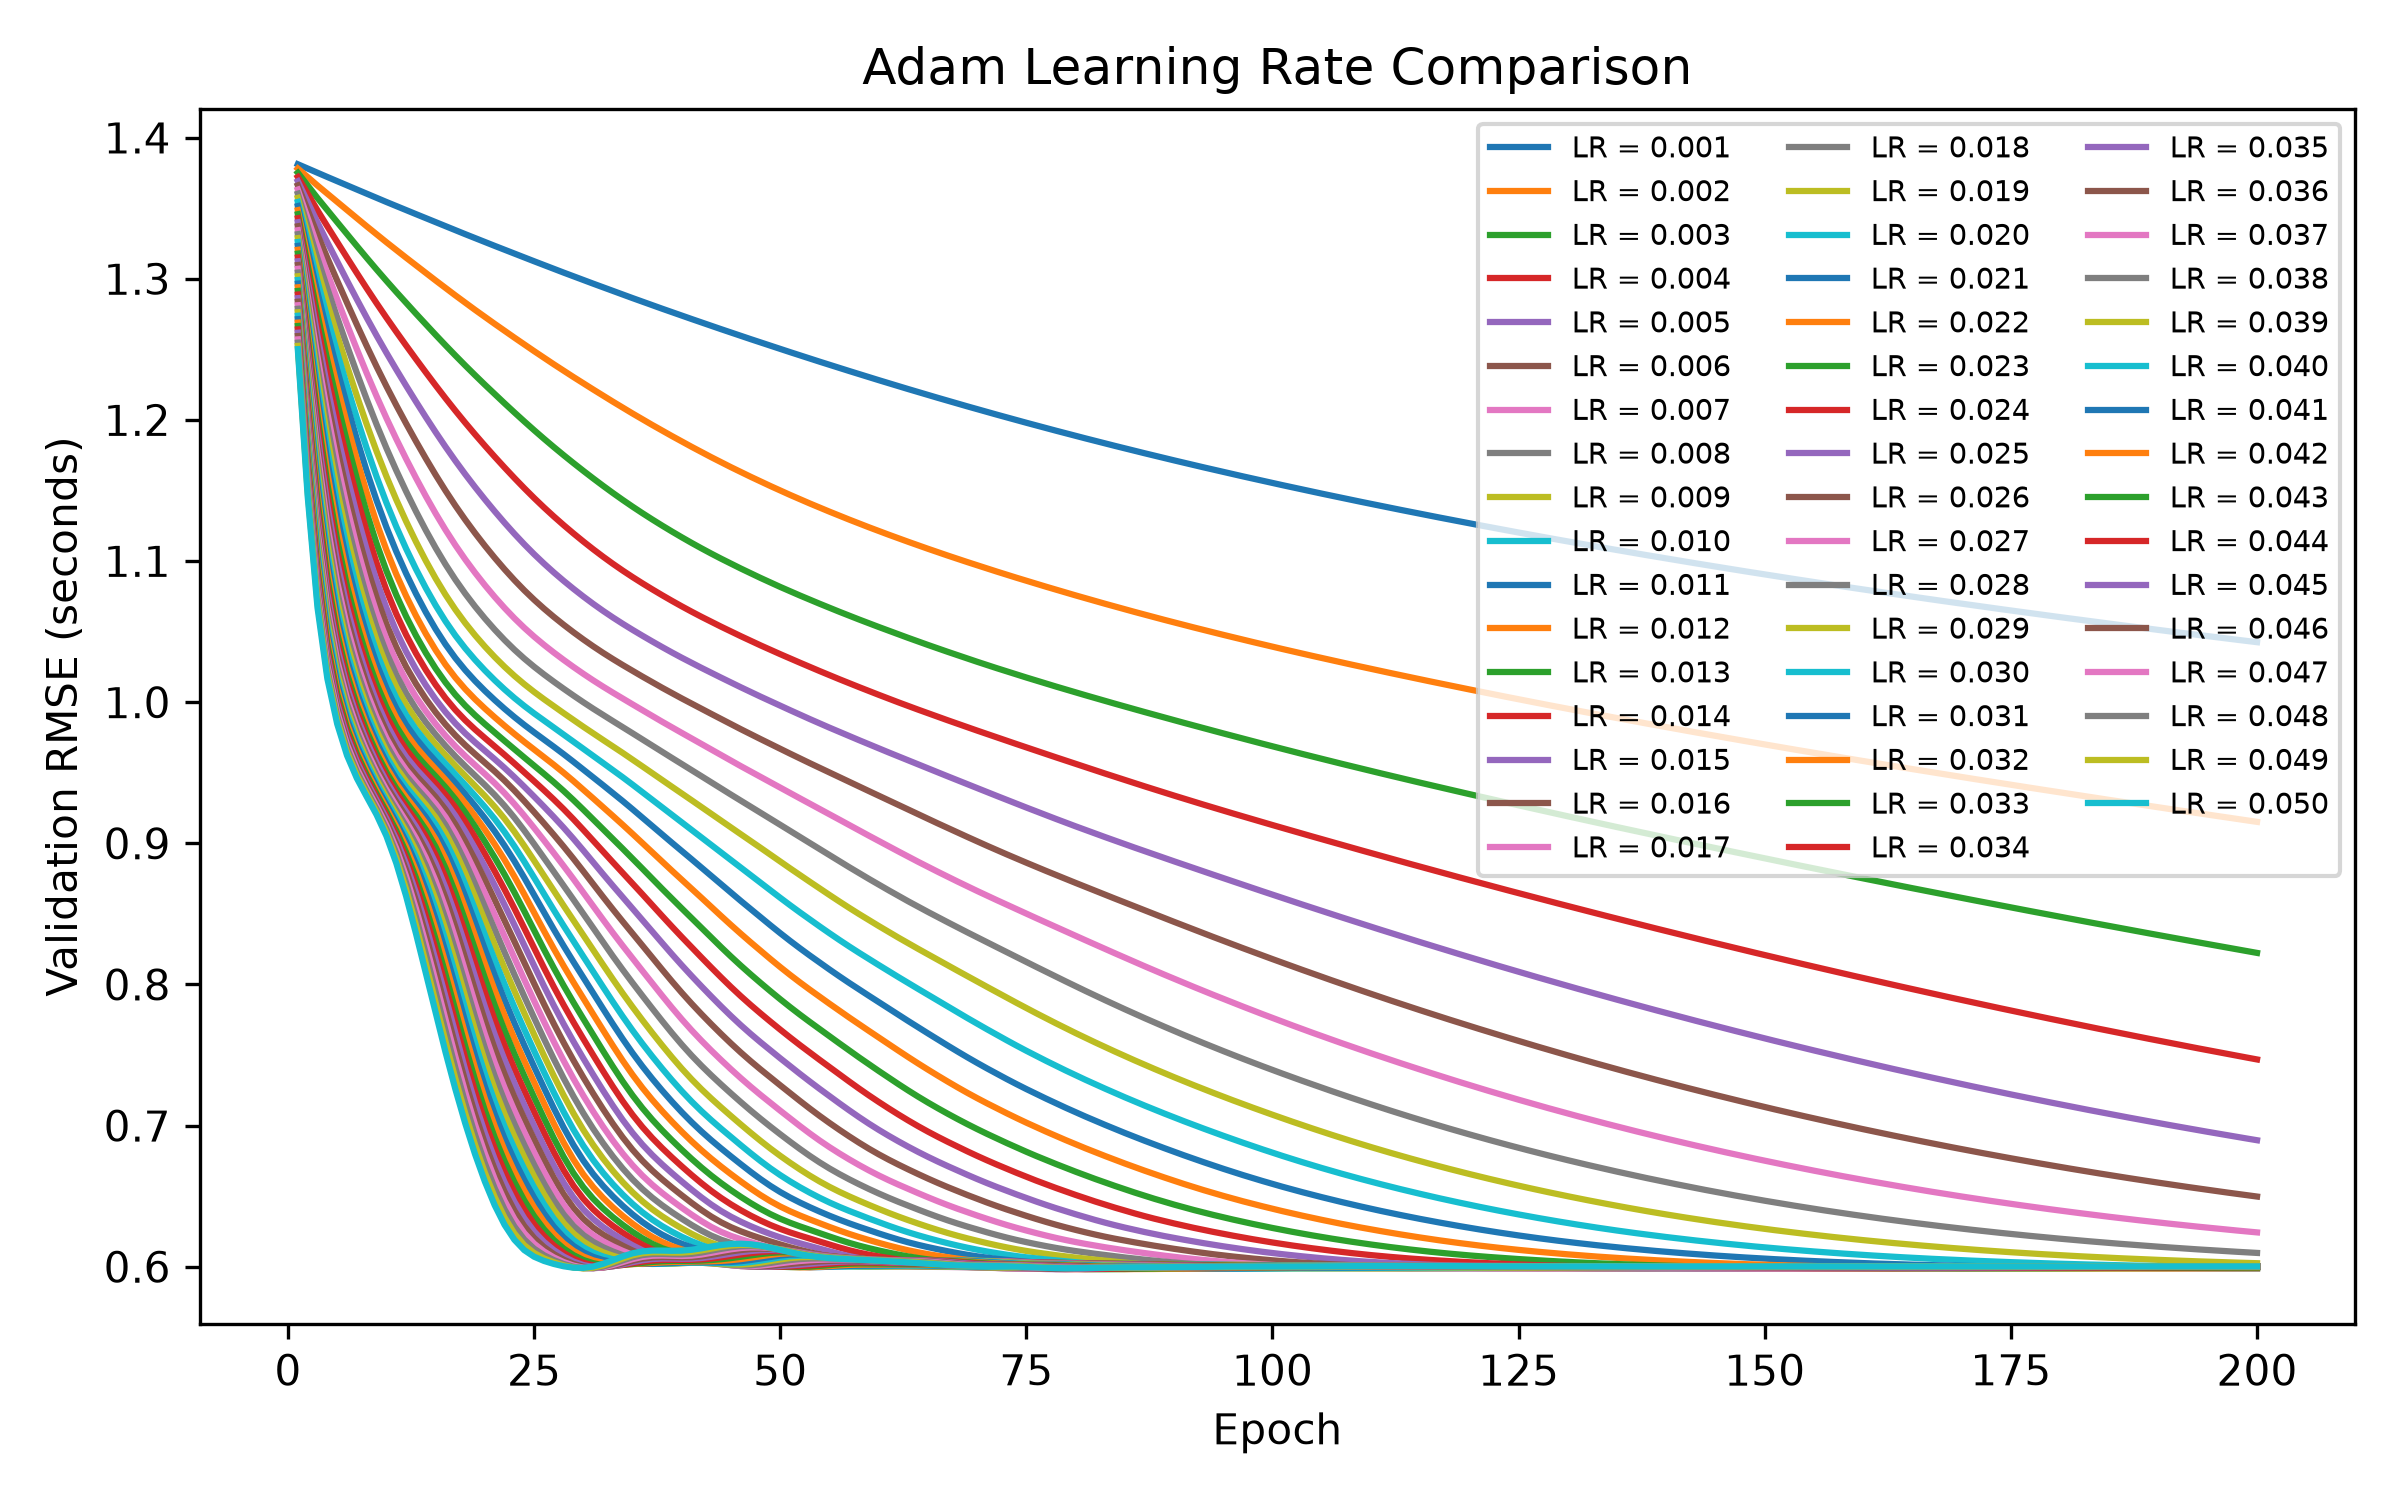 Adam Learning Rate Comparison
Validation RMSE (seconds)
1.4
1.3
1.2
1.1
1.0
0.9
0.8
0.7
0.6
LR = 0.001
LR = 0.002
LR = 0.003
LR = 0.004
LR = 0.005
LR = 0.006
LR = 0.007
LR = 0.008
LR = 0.009
LR = 0.010
LR = 0.011
LR = 0.012
LR = 0.013
LR = 0.014
LR = 0.015
LR = 0.016
LR = 0.017
LR = 0.018
LR = 0.019
LR = 0.020
LR = 0.021
LR = 0.022
LR = 0.023
LR = 0.024
LR = 0.025
LR = 0.026
LR = 0.027
LR = 0.028
LR = 0.029
LR = 0.030
LR = 0.031
LR = 0.032
LR = 0.033
LR = 0.034
LR = 0.035
LR = 0.036
LR = 0.037
LR = 0.038
LR = 0.039
LR = 0.040
LR = 0.041
LR = 0.042
LR = 0.043
LR = 0.044
LR = 0.045
LR = 0.046
LR = 0.047
LR = 0.048
LR = 0.049
LR = 0.050
0 25 50 75 100 125 150 175 200
Epoch